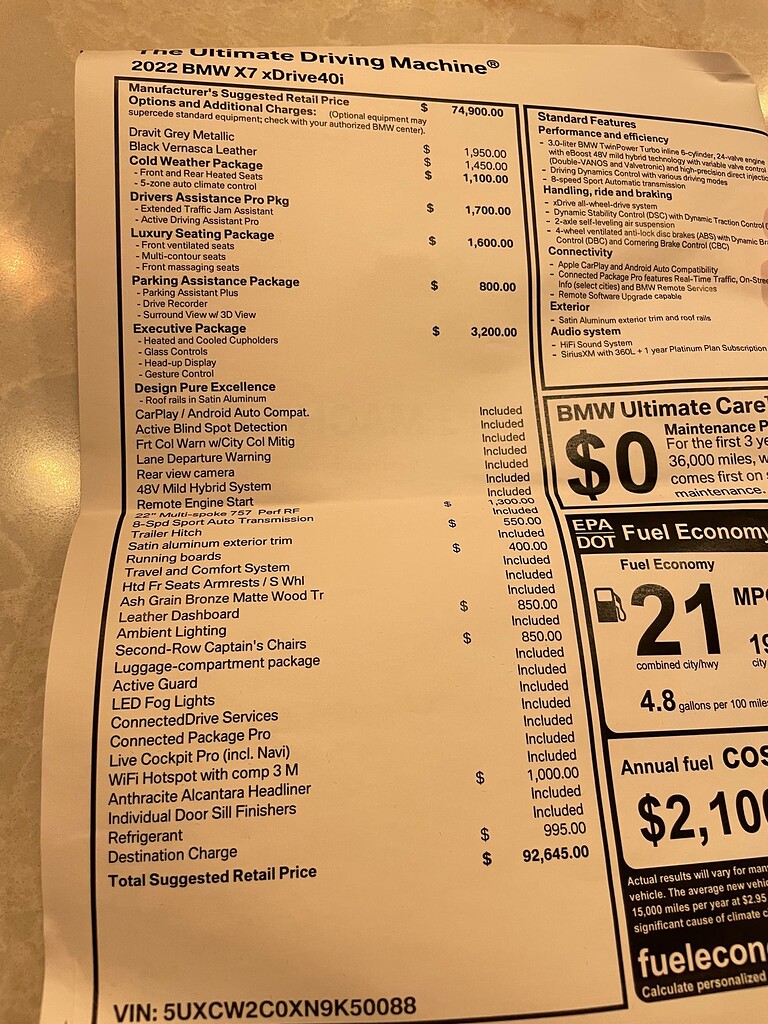 The Ultimate Driving Machine®
2022 BMW X7 xDrive40i
Manufacturer's Suggested Retail Price $ 74,900.00
Options and Additional Charges: (Optional equipment may
supercede standard equipment; check with your authorized BMW center).
Dravit Grey Metallic $ 1,950.00
Black Vernasca Leather $ 1,450.00
Cold Weather Package $ 1,100.00
- Front and Rear Heated Seats
- 5-zone auto climate control
Drivers Assistance Pro Pkg $ 1,700.00
- Extended Traffic Jam Assistant
- Active Driving Assistant Pro
Luxury Seating Package $ 1,600.00
- Front ventilated seats
- Multi-contour seats
- Front massaging seats
Parking Assistance Package $ 800.00
- Parking Assistant Plus
- Drive Recorder
- Surround View w/ 3D View
Executive Package $ 3,200.00
- Heated and Cooled Cupholders
- Glass Controls
- Head-up Display
- Gesture Control
Design Pure Excellence
- Roof rails in Satin Aluminum
CarPlay / Android Auto Compat. Included
Active Blind Spot Detection Included
Frt Col Warn w/City Col Mitig Included
Lane Departure Warning Included
Rear view camera Included
48V Mild Hybrid System Included
Remote Engine Start Included
22" Multi-spoke 757 Perf RF $ 1,300.00
8-Spd Sport Auto Transmission Included
Trailer Hitch $ 550.00
Satin aluminum exterior trim Included
Running boards $ 400.00
Travel and Comfort System Included
Htd Fr Seats Armrests / S Whl Included
Ash Grain Bronze Matte Wood Tr Included
Leather Dashboard $ 850.00
Ambient Lighting Included
Second-Row Captain's Chairs $ 850.00
Luggage-compartment package Included
Active Guard Included
LED Fog Lights Included
ConnectedDrive Services Included
Connected Package Pro Included
Live Cockpit Pro (incl. Navi) Included
WiFi Hotspot with comp 3 M Included
Anthracite Alcantara Headliner $ 1,000.00
Individual Door Sill Finishers Included
Refrigerant Included
Destination Charge $ 995.00
Total Suggested Retail Price $ 92,645.00
VIN: 5UXCW2C0XN9K50088
Standard Features
Performance and efficiency
- 3.0-liter BMW TwinPower Turbo inline 6-cylinder, 24-valve engine
with eBoost 48V mild hybrid technology with variable valve control
(Double-VANOS and Valvetronic) and high-precision direct injectio
- Driving Dynamics Control with various driving modes
- 8-speed Sport Automatic transmission
Handling, ride and braking
- xDrive all-wheel-drive system
- Dynamic Stability Control (DSC) with Dynamic Traction Control
- 2-axle self-leveling air suspension
- 4-wheel ventilated anti-lock disc brakes (ABS) with Dynamic Br
Control (DBC) and Cornering Brake Control (CBC)
Connectivity
- Apple CarPlay and Android Auto Compatibility
- Connected Package Pro features Real-Time Traffic, On-Stre
Info (select cities) and BMW Remote Services
- Remote Software Upgrade capable
Exterior
- Satin Aluminum exterior trim and roof rails
Audio system
- HiFi Sound System
- SiriusXM with 360L + 1 year Platinum Plan Subscription
BMW Ultimate Care
$0 Maintenance P
For the first 3 ye
36,000 miles, w
comes first on s
maintenance.
EPA
DOT Fuel Economy
Fuel Economy
21 MPG
combined city/hwy
19
city
4.8 gallons per 100 mile
Annual fuel COS
$2,100
Actual results will vary for man
vehicle. The average new vehic
15,000 miles per year at $2.95
significant cause of climate c
fuelecon
Calculate personalized